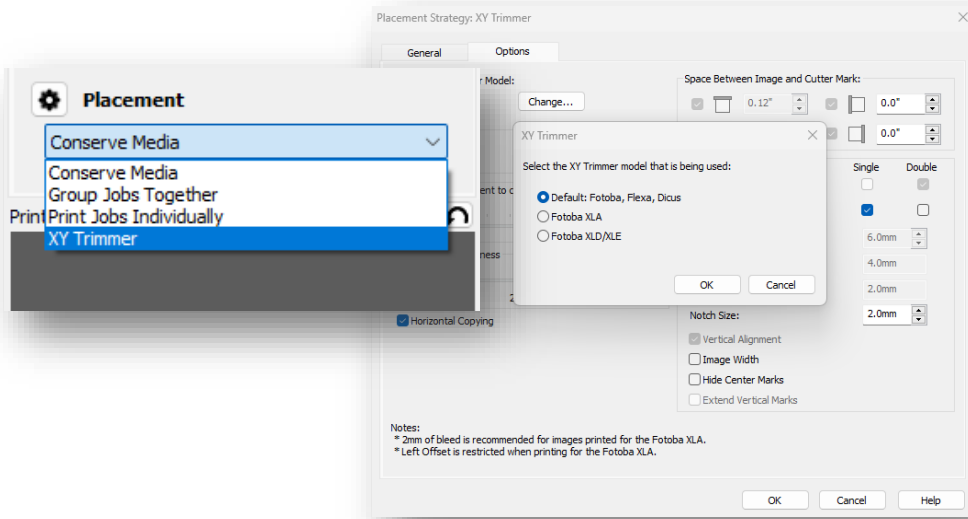 Placement Strategy: XY Trimmer
General
Options
Model:
Change...
Space Between Image and Cutter Mark:
0.12"
0.0"
0.0"
Placement
Conserve Media
Conserve Media
Group Jobs Together
Print Jobs Individually
XY Trimmer
Print
XY Trimmer
Select the XY Trimmer model that is being used:
Default: Fotoba, Flexa, Dicus
Fotoba XLA
Fotoba XLD/XLE
OK
Cancel
Single
Double
ent to
ness
2
6.0mm
4.0mm
2.0mm
Horizontal Copying
Notch Size:
2.0mm
Vertical Alignment
Image Width
Hide Center Marks
Extend Vertical Marks
Notes:
* 2mm of bleed is recommended for images printed for the Fotoba XLA.
* Left Offset is restricted when printing for the Fotoba XLA.
OK
Cancel
Help